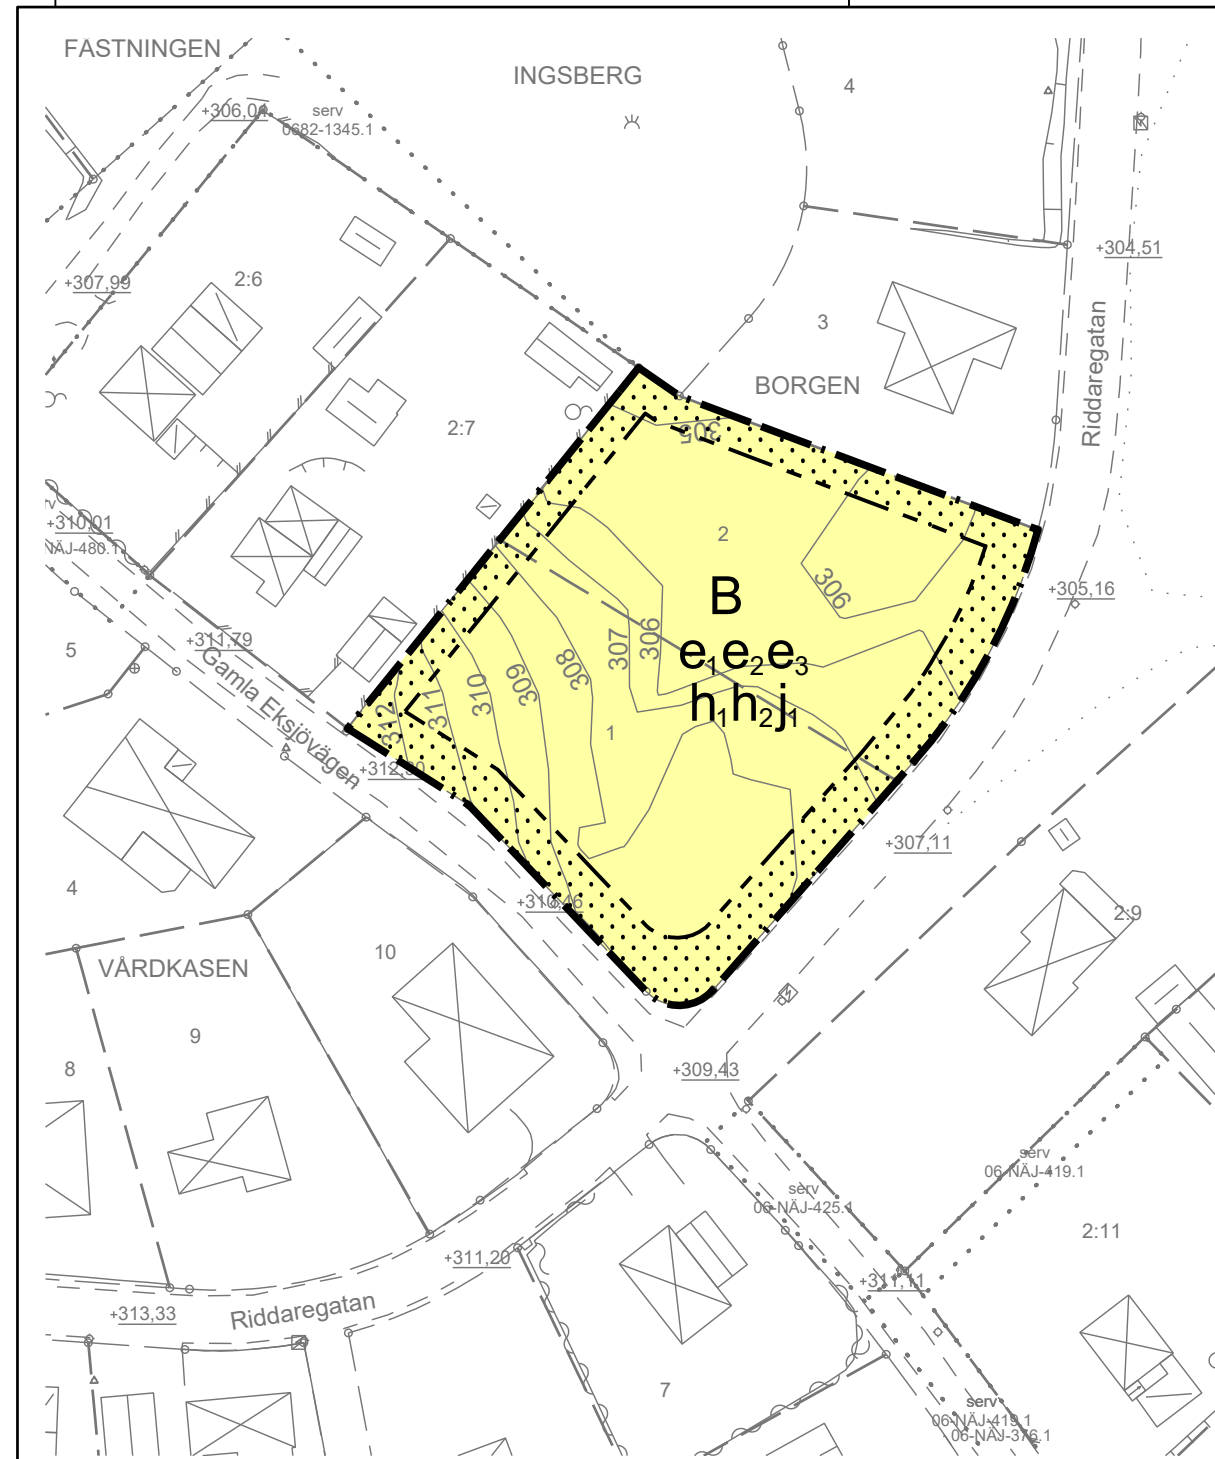 FÄSTNINGEN
INGSBERG
4
+306,04
serv
0682-1345.1
+304,51
+307,99
2:6
3
Riddaregatan
BORGEN
2:7
305
+310,01
NÄJ-480.1
2
306
B
+305,16
5
+311,79
Gamla Eksjövägen
307
306
308
309
310
311
312
e1e2e3
h1h2j1
1
+307,11
4
+310,46
2:9
VÅRDKASEN
10
9
8
+309,43
serv
06-NÄJ-419.1
serv
06-NÄJ-425.1
2:11
+311,20
+311,11
Riddaregatan
+313,33
7
serv
06-NÄJ-419.1
06-NÄJ-376.1